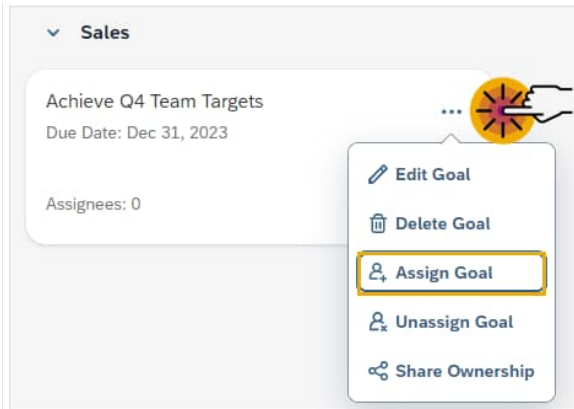 Sales
Achieve Q4 Team Targets
Due Date: Dec 31, 2023
Assignees: 0
Edit Goal
Delete Goal
Assign Goal
Unassign Goal
Share Ownership